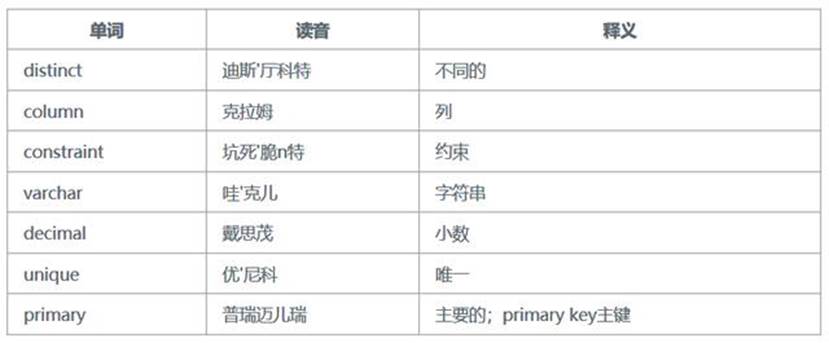 单词 读音 释义
distinct 迪斯'厅科特 不同的
column 克拉姆 列
constraint 坑死'脆n特 约束
varchar 哇'克儿 字符串
decimal 戴思茂 小数
unique 优'尼科 唯一
primary 普瑞迈儿瑞 主要的；primary key主键